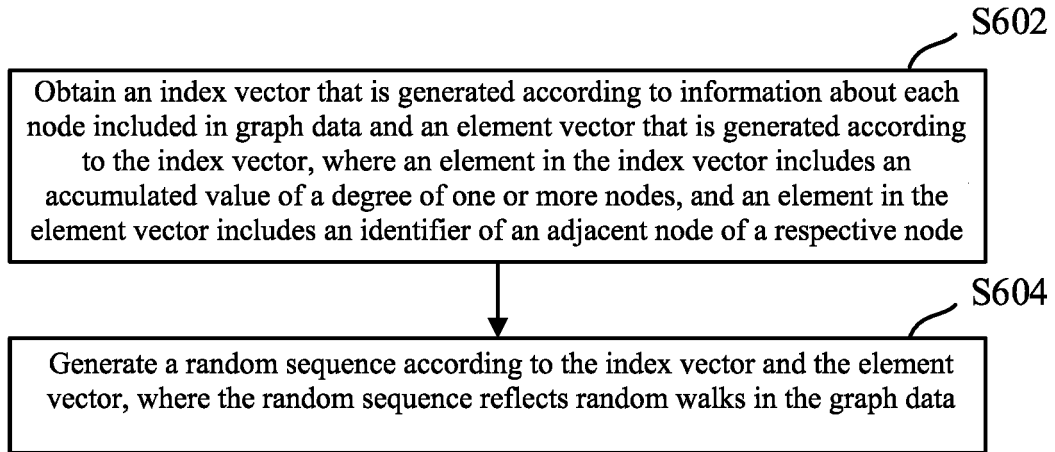 S602
Obtain an index vector that is generated according to information about each
node included in graph data and an element vector that is generated according
to the index vector, where an element in the index vector includes an
accumulated value of a degree of one or more nodes, and an element in the
element vector includes an identifier of an adjacent node of a respective node
S604
Generate a random sequence according to the index vector and the element
vector, where the random sequence reflects random walks in the graph data